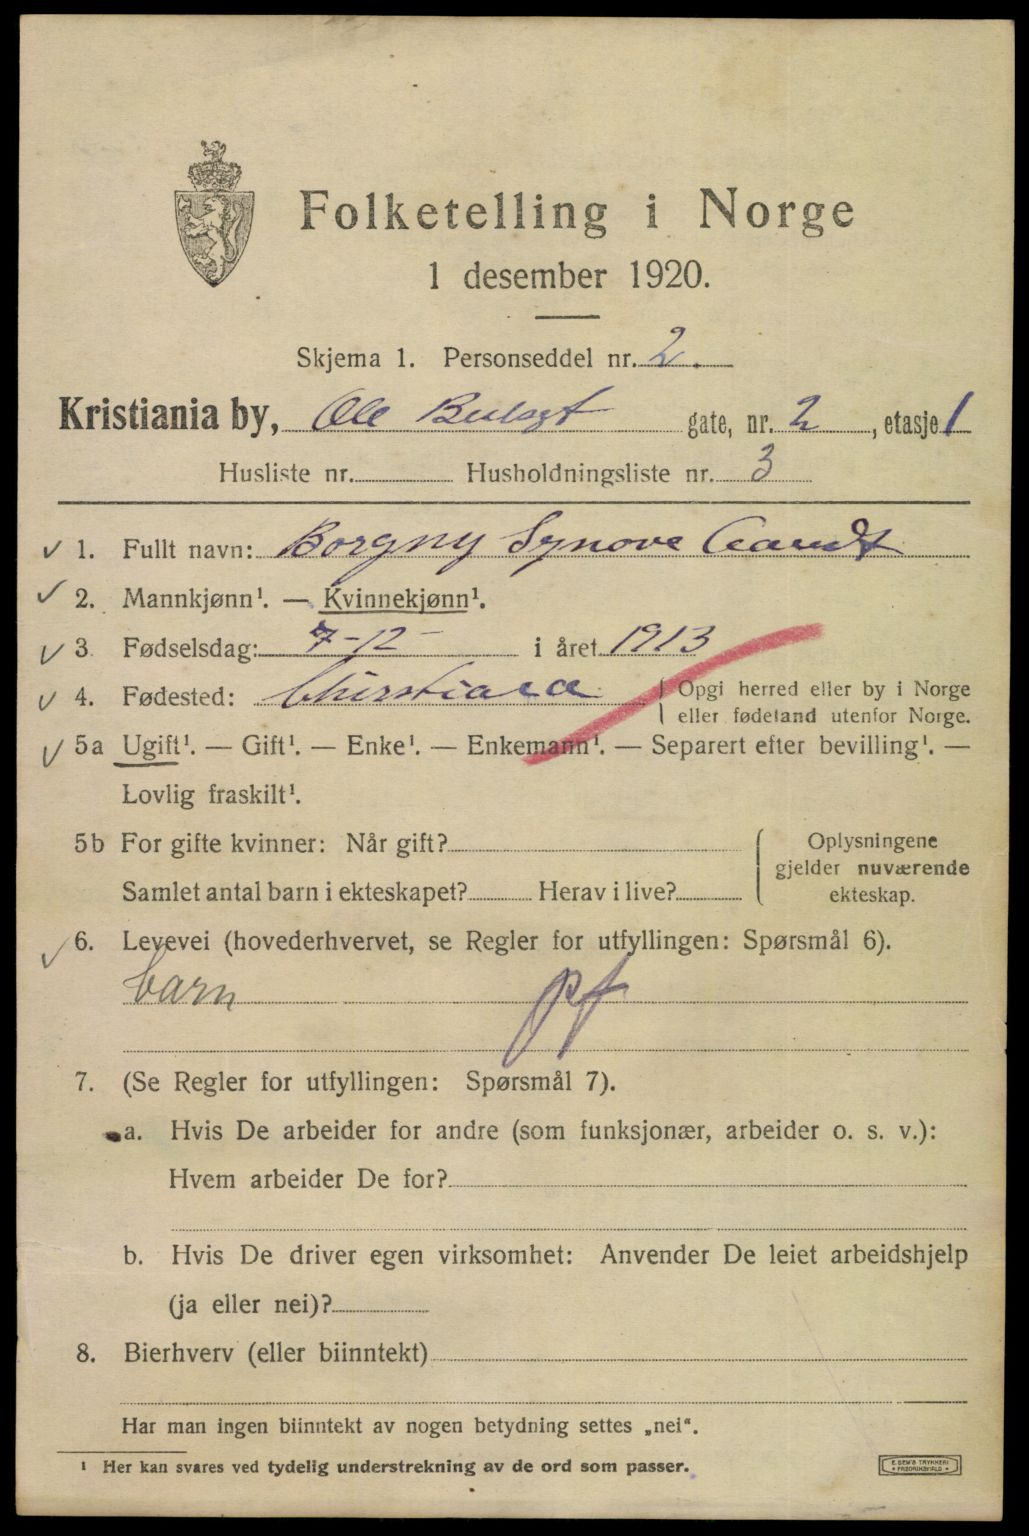 Folketelling i Norge
1 desember 1920.
Skjema 1. Personseddel nr. 2.
Kristiania by, Ole Bullsgt gate, nr. 2, etasje 1
Husliste nr. Husholdningsliste nr. 3
✓ 1. Fullt navn: Borgny Synøve
✓ 2. Mannkjønn¹. — Kvinnekjønn¹.
✓ 3. Fødselsdag: 7-12- i året 1913
✓ 4. Fødested: { Opgi herred eller by i Norge
eller fødeland utenfor Norge.
✓ 5a Ugift¹. — Gift¹. — Enke¹. — Enkemann¹. — Separert efter bevilling¹. —
Lovlig fraskilt¹.
5b For gifte kvinner: Når gift? { Oplysningene
gjelder nuværende
Samlet antal barn i ekteskapet? Herav i live?
ekteskap.
✓ 6. Levevei (hovederhvervet, se Regler for utfyllingen: Spørsmål 6).
barn pf
7. (Se Regler for utfyllingen: Spørsmål 7).
a. Hvis De arbeider for andre (som funksjonær, arbeider o. s. v.):
Hvem arbeider De for?
b. Hvis De driver egen virksomhet: Anvender De leiet arbeidshjelp
(ja eller nei)?
8. Bierhverv (eller biinntekt)
Har man ingen biinntekt av nogen betydning settes „nei".
¹ Her kan svares ved tydelig understrekning av de ord som passer.
E. SEM'S TRYKKERI
FREDRIKSHALD